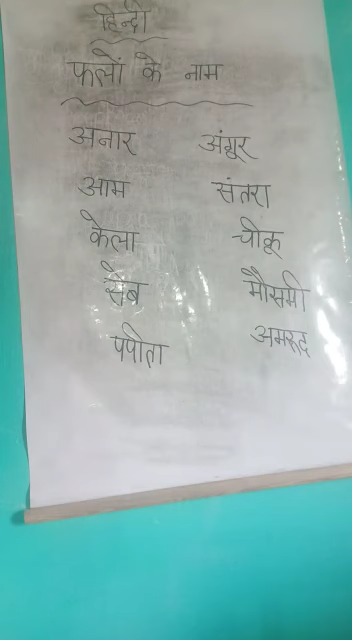 हिन्दी
फलों के नाम
अनार अंगूर
आम संतरा
केला चीकू
सेब मौसमी
पपीता अमरूद